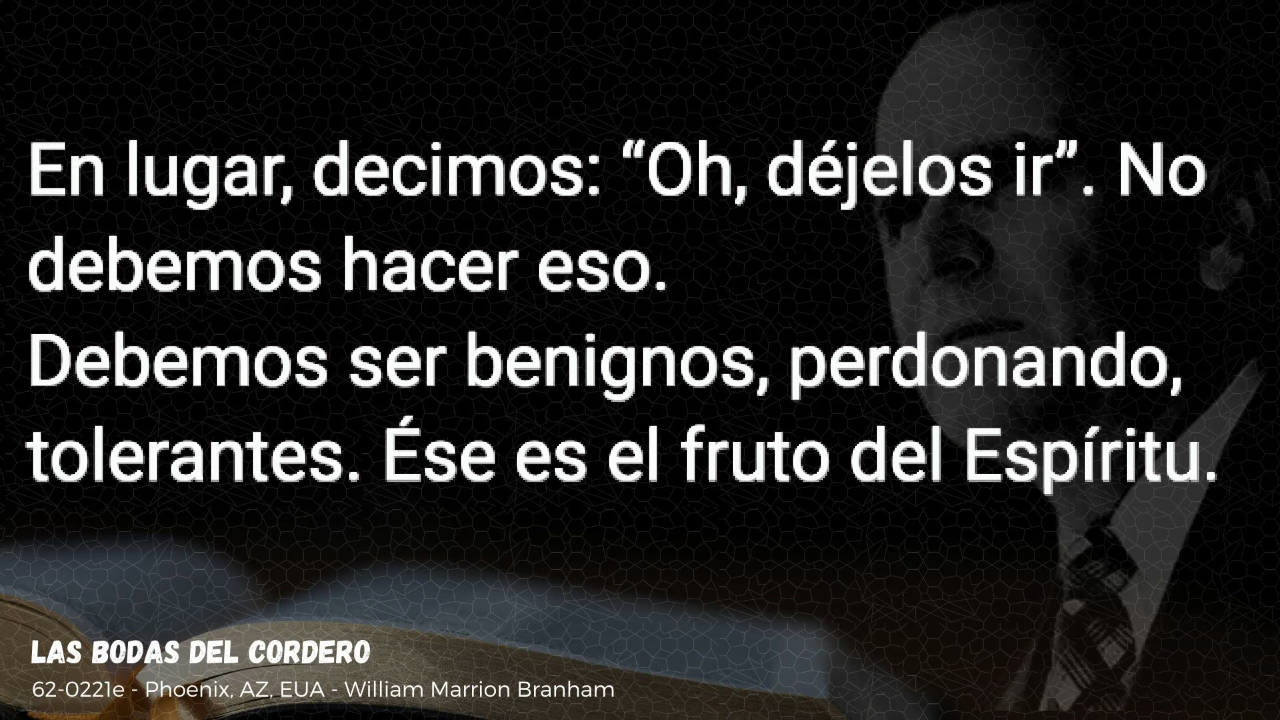 En lugar, decimos: “Oh, déjelos ir”. No
debemos hacer eso.
Debemos ser benignos, perdonando,
tolerantes. Ése es el fruto del Espíritu.
LAS BODAS DEL CORDERO
62-0221e - Phoenix, AZ, EUA - William Marrion Branham